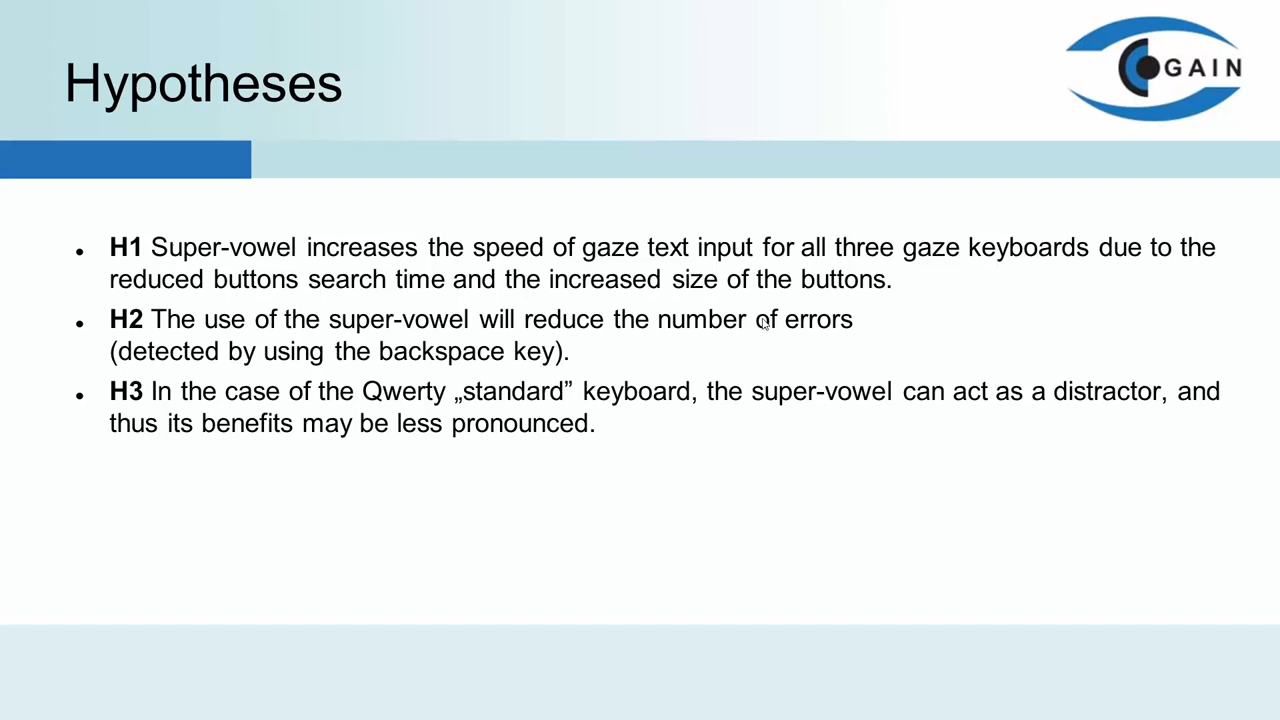 Hypotheses
COGAIN
• H1 Super-vowel increases the speed of gaze text input for all three gaze keyboards due to the
reduced buttons search time and the increased size of the buttons.
• H2 The use of the super-vowel will reduce the number of errors
(detected by using the backspace key).
• H3 In the case of the Qwerty „standard” keyboard, the super-vowel can act as a distractor, and
thus its benefits may be less pronounced.